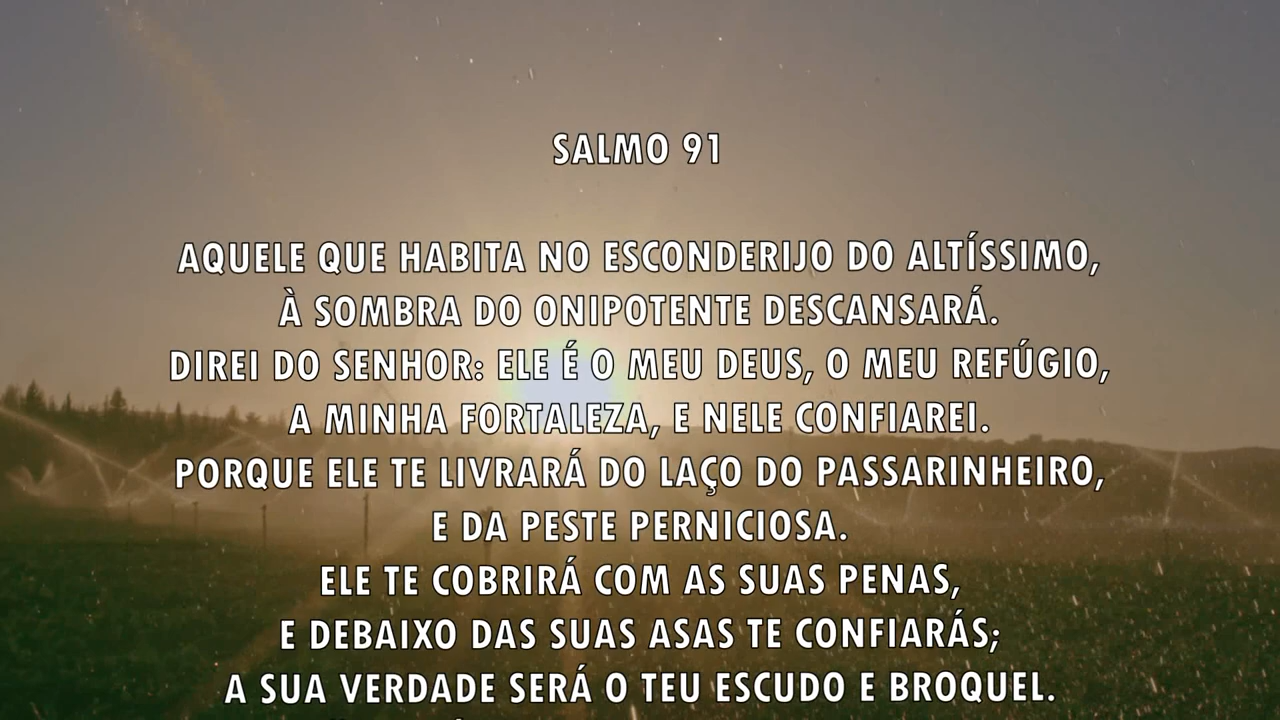 SALMO 91
AQUELE QUE HABITA NO ESCONDERIJO DO ALTÍSSIMO,
À SOMBRA DO ONIPOTENTE DESCANSARÁ.
DIREI DO SENHOR: ELE É O MEU DEUS, O MEU REFÚGIO,
A MINHA FORTALEZA, E NELE CONFIAREI.
PORQUE ELE TE LIVRARÁ DO LAÇO DO PASSARINHEIRO,
E DA PESTE PERNICIOSA.
ELE TE COBRIRÁ COM AS SUAS PENAS,
E DEBAIXO DAS SUAS ASAS TE CONFIARÁS;
A SUA VERDADE SERÁ O TEU ESCUDO E BROQUEL.